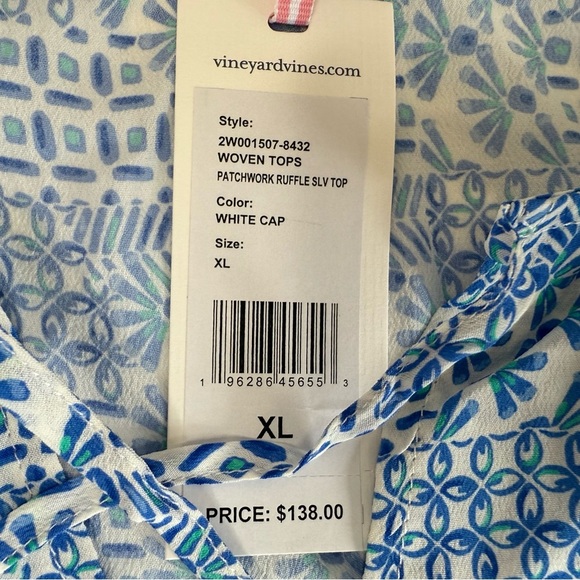 vineyardvines.com
Style:
2W001507-8432
WOVEN TOPS
PATCHWORK RUFFLE SLV TOP
Color:
WHITE CAP
Size:
XL
1 96286 45655 3
XL
PRICE: $138.00